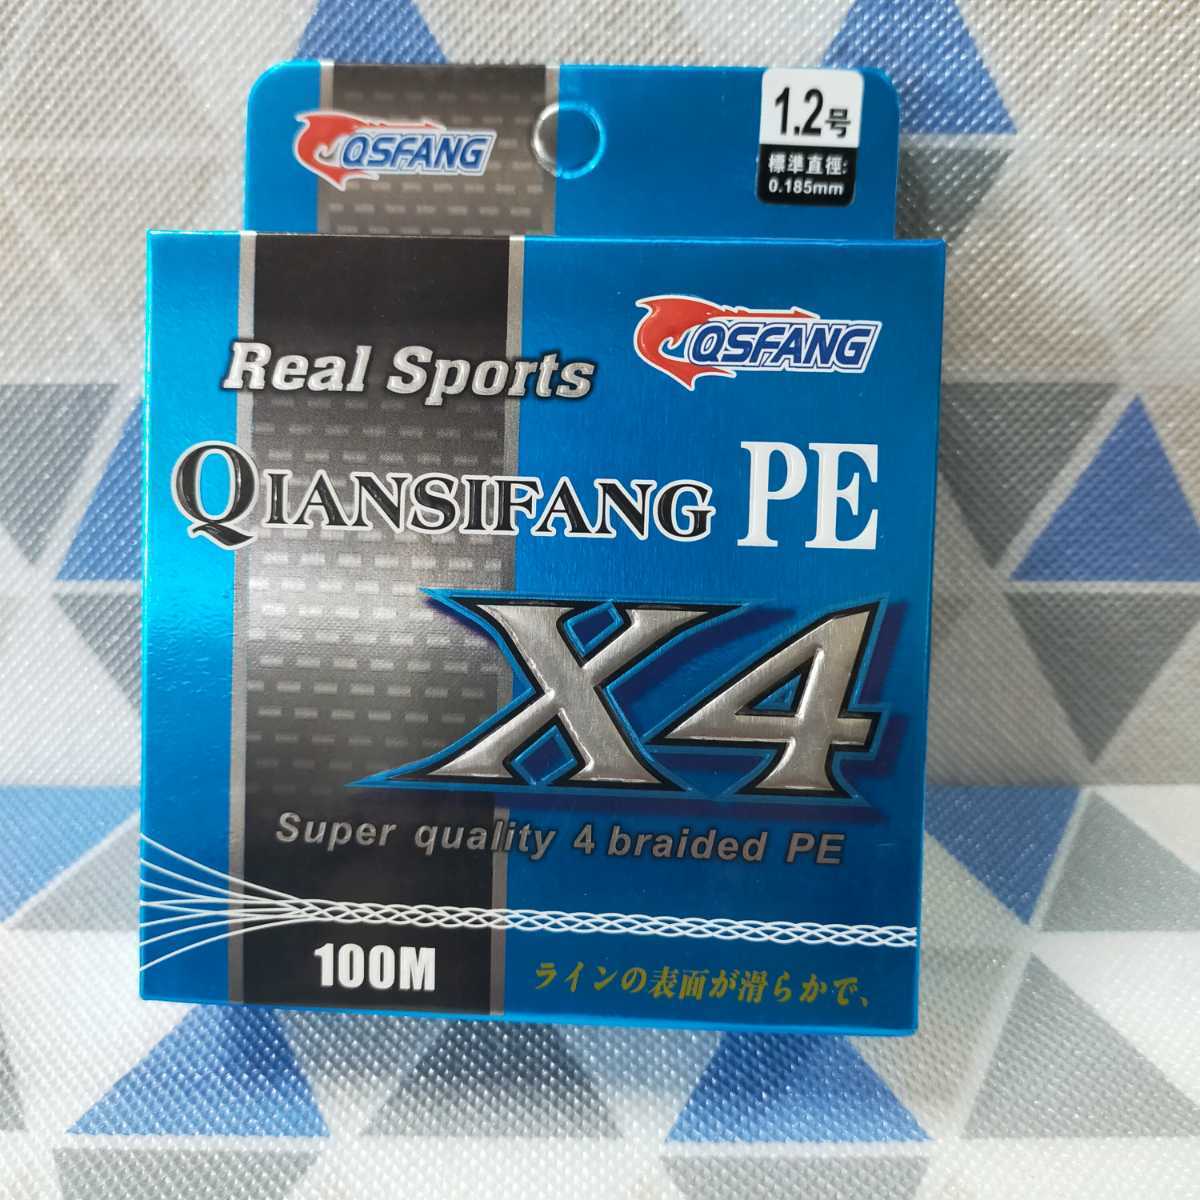 QSFANG
1.2号
標準直徑:
0.185mm
QSFANG
Real Sports
QIANSIFANG PE
X4
Super quality 4 braided PE
100M
ラインの表面が滑らかで、